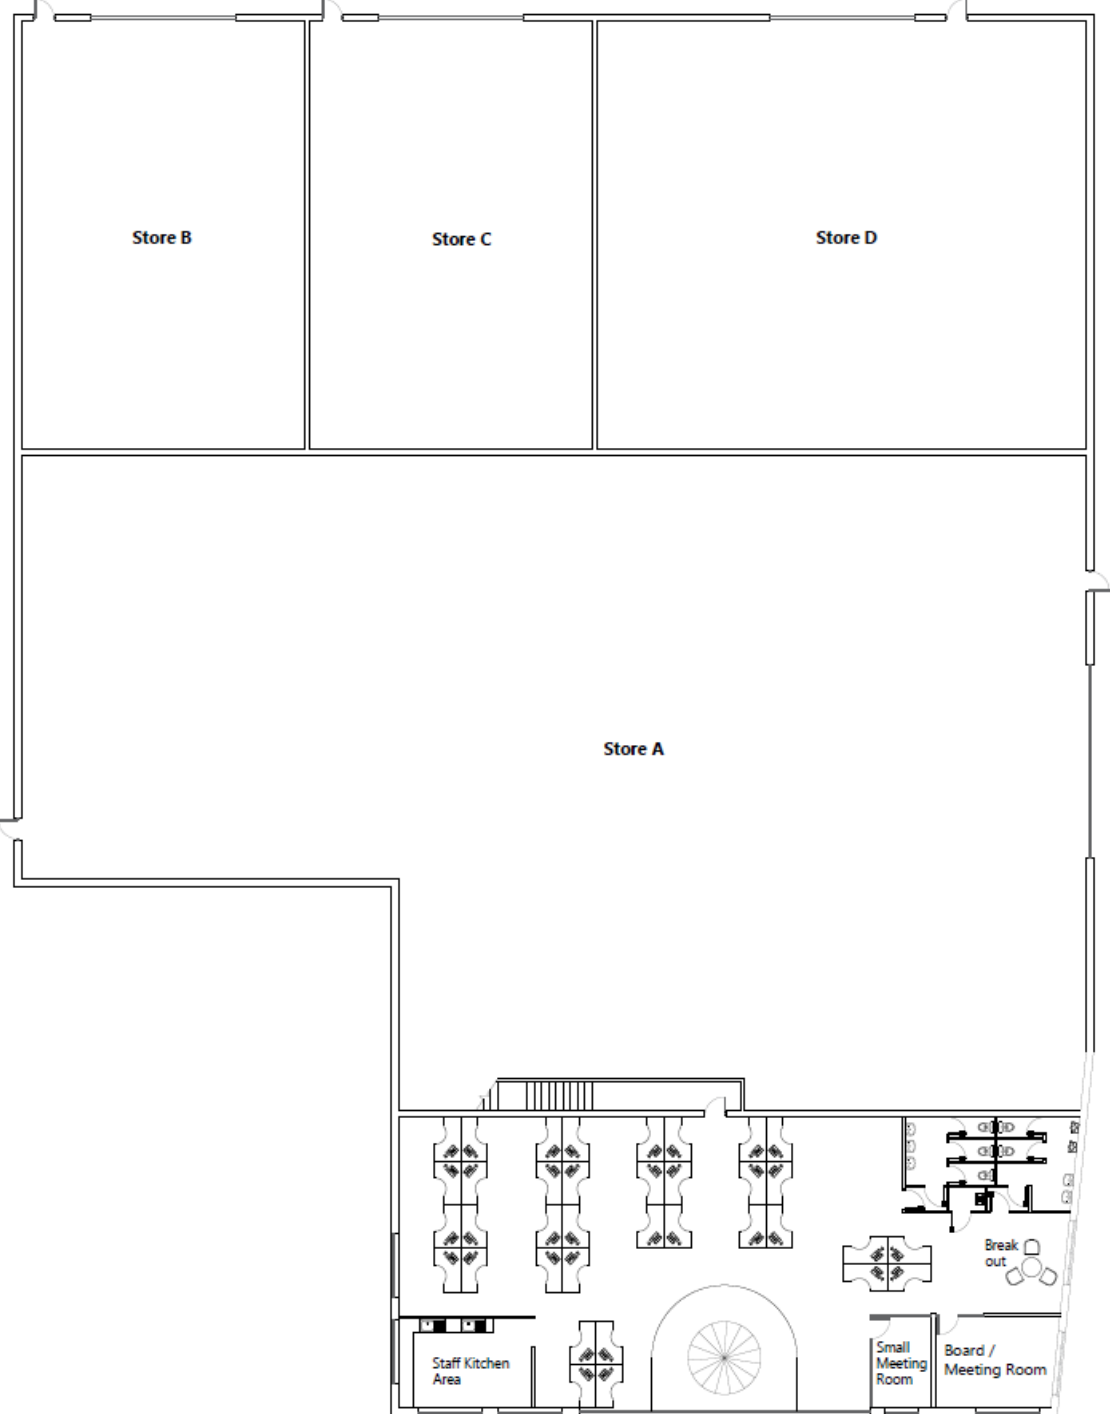 Store B
Store C
Store D
Store A
Break
out
Staff Kitchen
Area
Small
Meeting
Room
Board /
Meeting Room